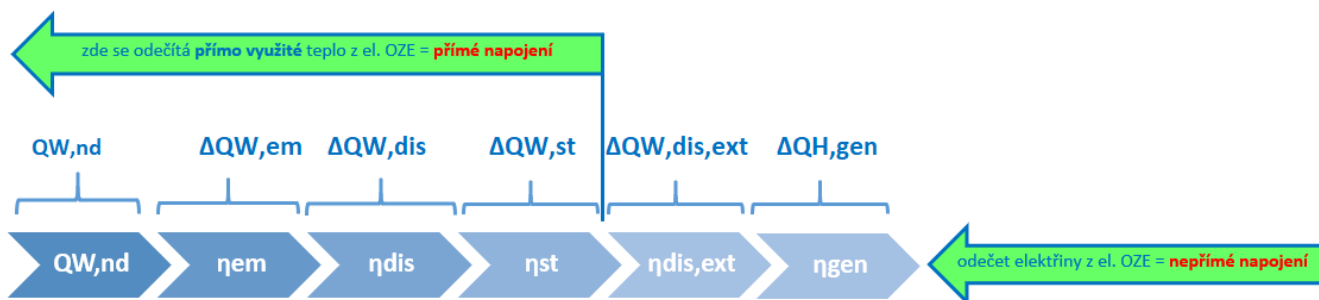 zde se odečítá přímo využité teplo z el. OZE = přímé napojení
QW,nd ΔQW,em ΔQW,dis ΔQW,st ΔQW,dis,ext ΔQH,gen
QW,nd ηem ηdis ηst ηdis,ext ηgen
odečet elektřiny z el. OZE = nepřímé napojení